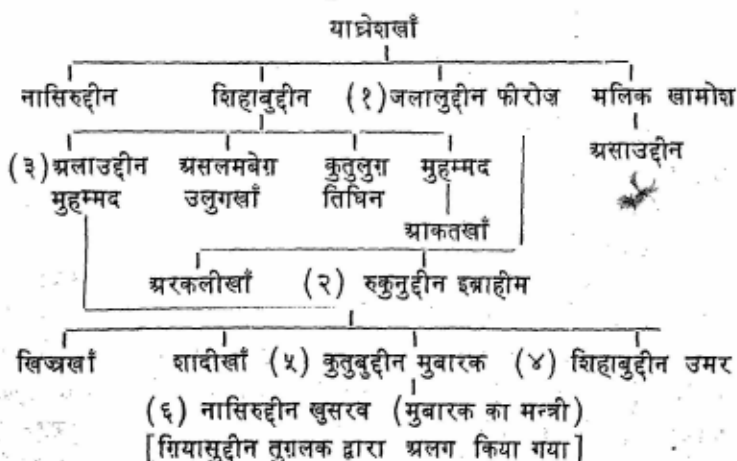 याघ्रेशखाँ
नासिरुद्दीन शिहाबुद्दीन (१) जलालुद्दीन फीरोज़ मलिक खामोश
(३) अलाउद्दीन असलमबेग़ कुतुलुग़ मुहम्मद असाउद्दीन
मुहम्मद उलुगखाँ तिघिन
आकतखाँ
अरकलीखाँ (२) रुकुनुद्दीन इब्राहीम
खिज्रखाँ शादीखाँ (५) कुतुबुद्दीन मुबारक (४) शिहाबुद्दीन उमर
(६) नासिरुद्दीन खुसरव (मुबारक का मन्त्री)
[ग़ियासुद्दीन तुग़लक द्वारा अलग किया गया]